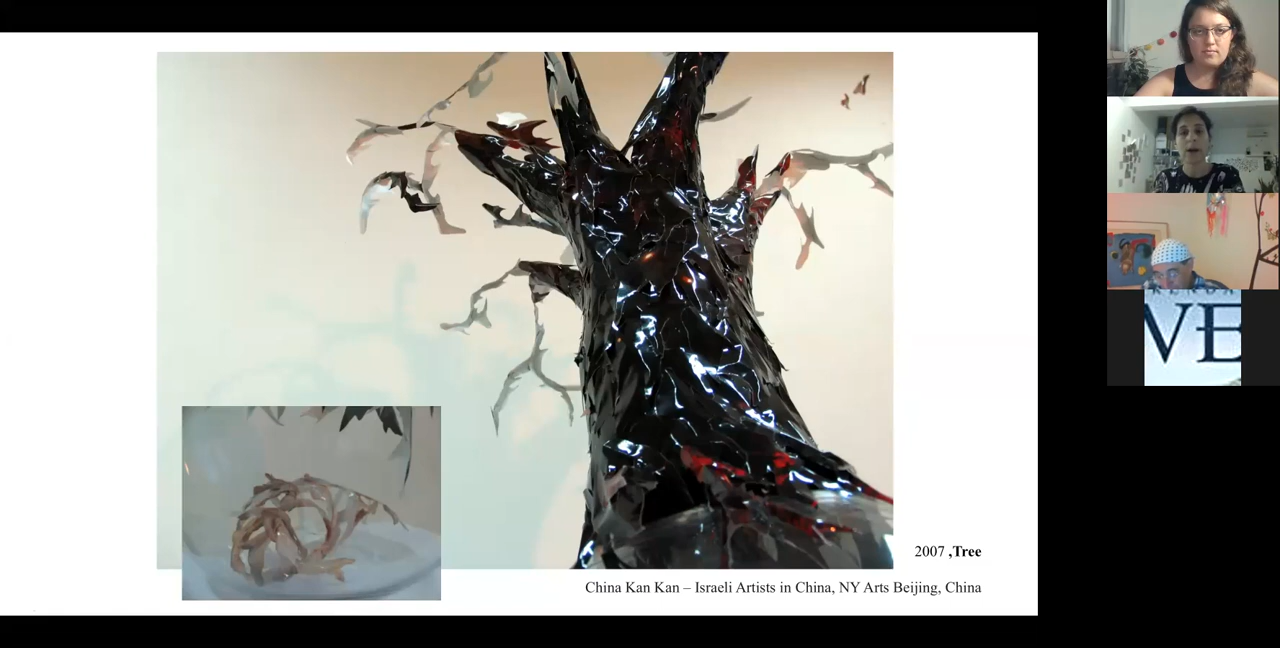 VE
2007 ,Tree
China Kan Kan – Israeli Artists in China, NY Arts Beijing, China